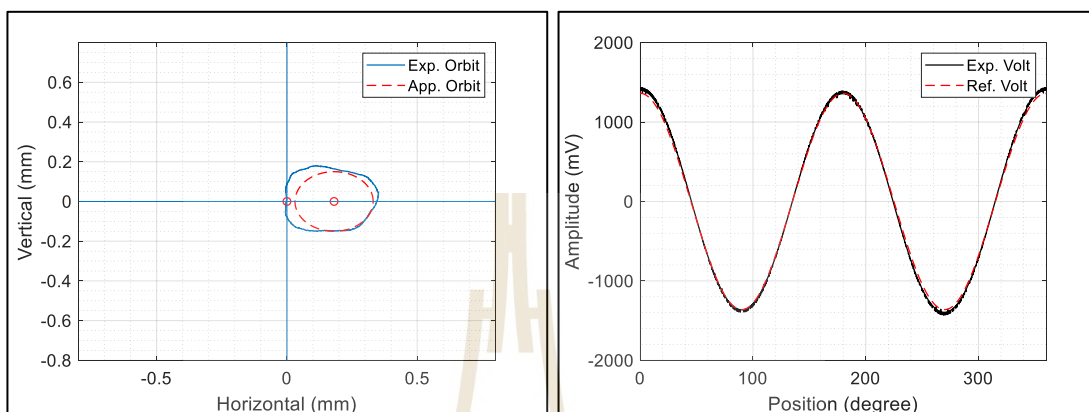 Exp. Orbit
App. Orbit
0.6
0.4
0.2
0
-0.2
-0.4
-0.6
-0.8
Vertical (mm)
-0.5
0
0.5
Horizontal (mm)
Exp. Volt
Ref. Volt
2000
1000
0
-1000
-2000
Amplitude (mV)
0
100
200
300
Position (degree)